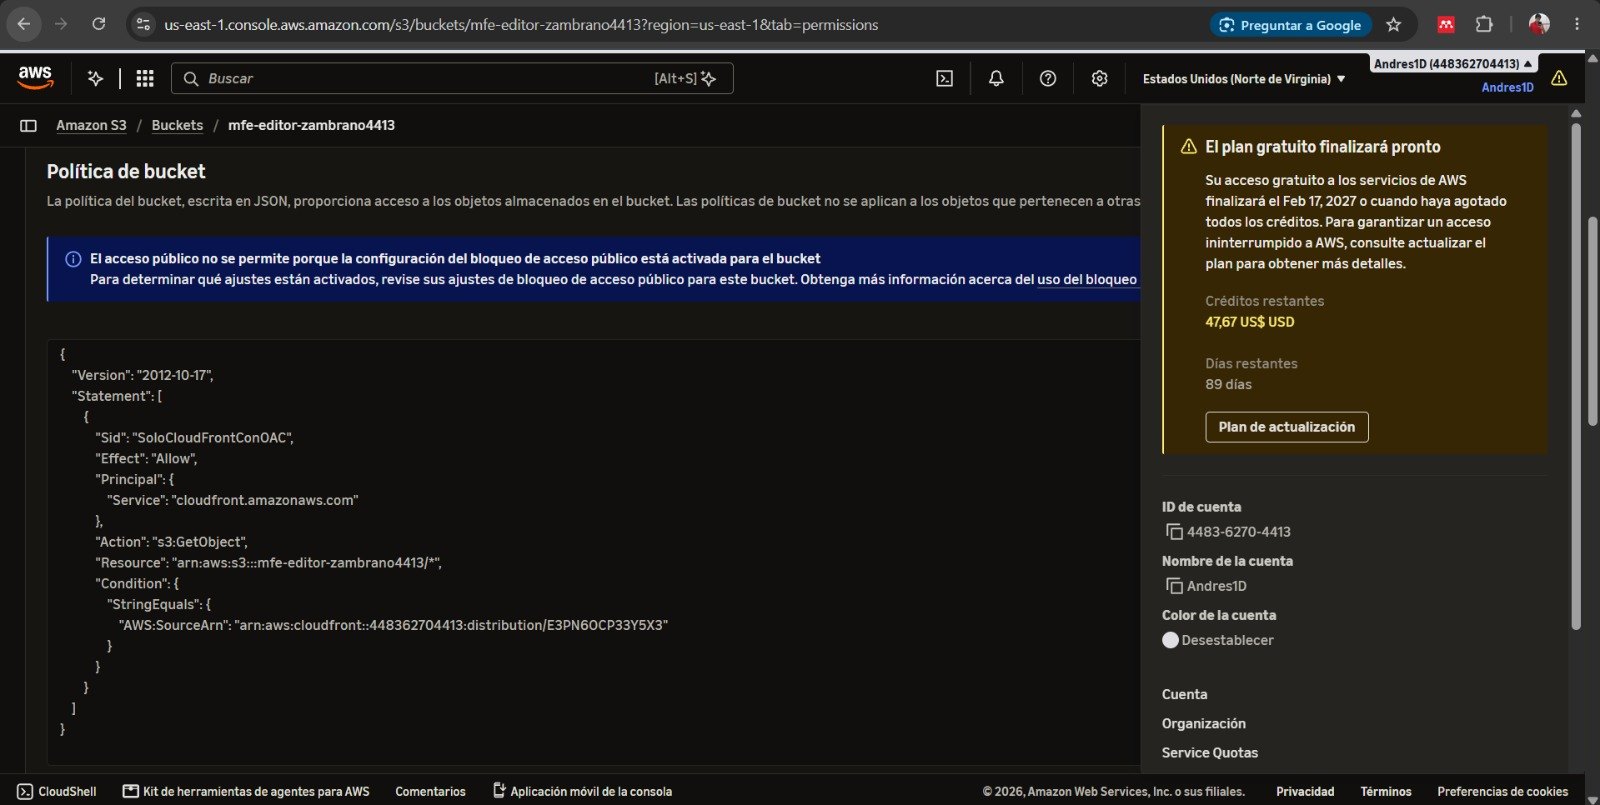 us-east-1.console.aws.amazon.com/s3/buckets/mfe-editor-zambrano4413?region=us-east-1&tab=permissions
Preguntar a Google
aws
Buscar
[Alt+S]
Estados Unidos (Norte de Virginia)
Andres1D (448362704413)
Andres1D
Amazon S3 / Buckets / mfe-editor-zambrano4413
Política de bucket
La política del bucket, escrita en JSON, proporciona acceso a los objetos almacenados en el bucket. Las políticas de bucket no se aplican a los objetos que pertenecen a otras
El acceso público no se permite porque la configuración del bloqueo de acceso público está activada para el bucket
Para determinar qué ajustes están activados, revise sus ajustes de bloqueo de acceso público para este bucket. Obtenga más información acerca del uso del bloqueo
{
"Version": "2012-10-17",
"Statement": [
{
"Sid": "SoloCloudFrontConOAC",
"Effect": "Allow",
"Principal": {
"Service": "cloudfront.amazonaws.com"
},
"Action": "s3:GetObject",
"Resource": "arn:aws:s3:::mfe-editor-zambrano4413/*",
"Condition": {
"StringEquals": {
"AWS:SourceArn": "arn:aws:cloudfront::448362704413:distribution/E3PN6OCP33Y5X3"
}
}
}
]
}
El plan gratuito finalizará pronto
Su acceso gratuito a los servicios de AWS
finalizará el Feb 17, 2027 o cuando haya agotado
todos los créditos. Para garantizar un acceso
ininterrumpido a AWS, consulte actualizar el
plan para obtener más detalles.
Créditos restantes
47,67 US$ USD
Días restantes
89 días
Plan de actualización
ID de cuenta
4483-6270-4413
Nombre de la cuenta
Andres1D
Color de la cuenta
Desestablecer
Cuenta
Organización
Service Quotas
CloudShell
Kit de herramientas de agentes para AWS
Comentarios
Aplicación móvil de la consola
© 2026, Amazon Web Services, Inc. o sus filiales.
Privacidad
Términos
Preferencias de cookies